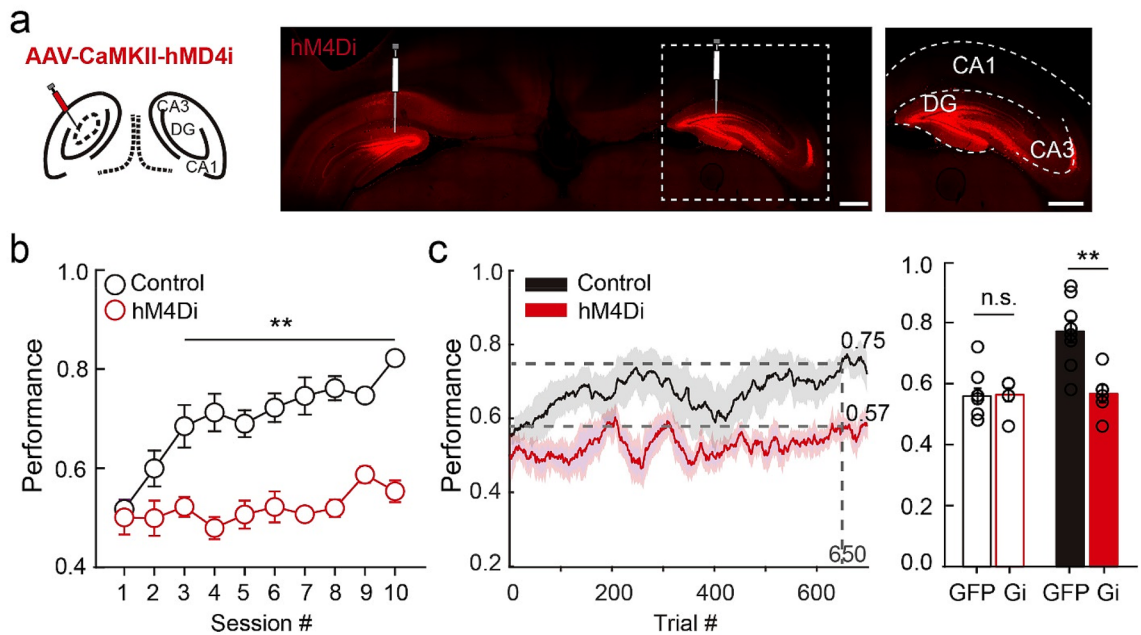 a
AAV-CaMKII-hMD4i
CA3
DG
CA1
hM4Di
CA1
DG
CA3
b
Performance
1.0
0.8
0.6
0.4
Control
hM4Di
**
1 2 3 4 5 6 7 8 9 10
Session #
c
Performance
1.0
0.8
0.6
0.4
0.2
Control
hM4Di
0.75
0.57
650
0 200 400 600
Trial #
1.0
0.8
0.6
0.4
0.2
0.0
n.s.
**
GFP Gi GFP Gi